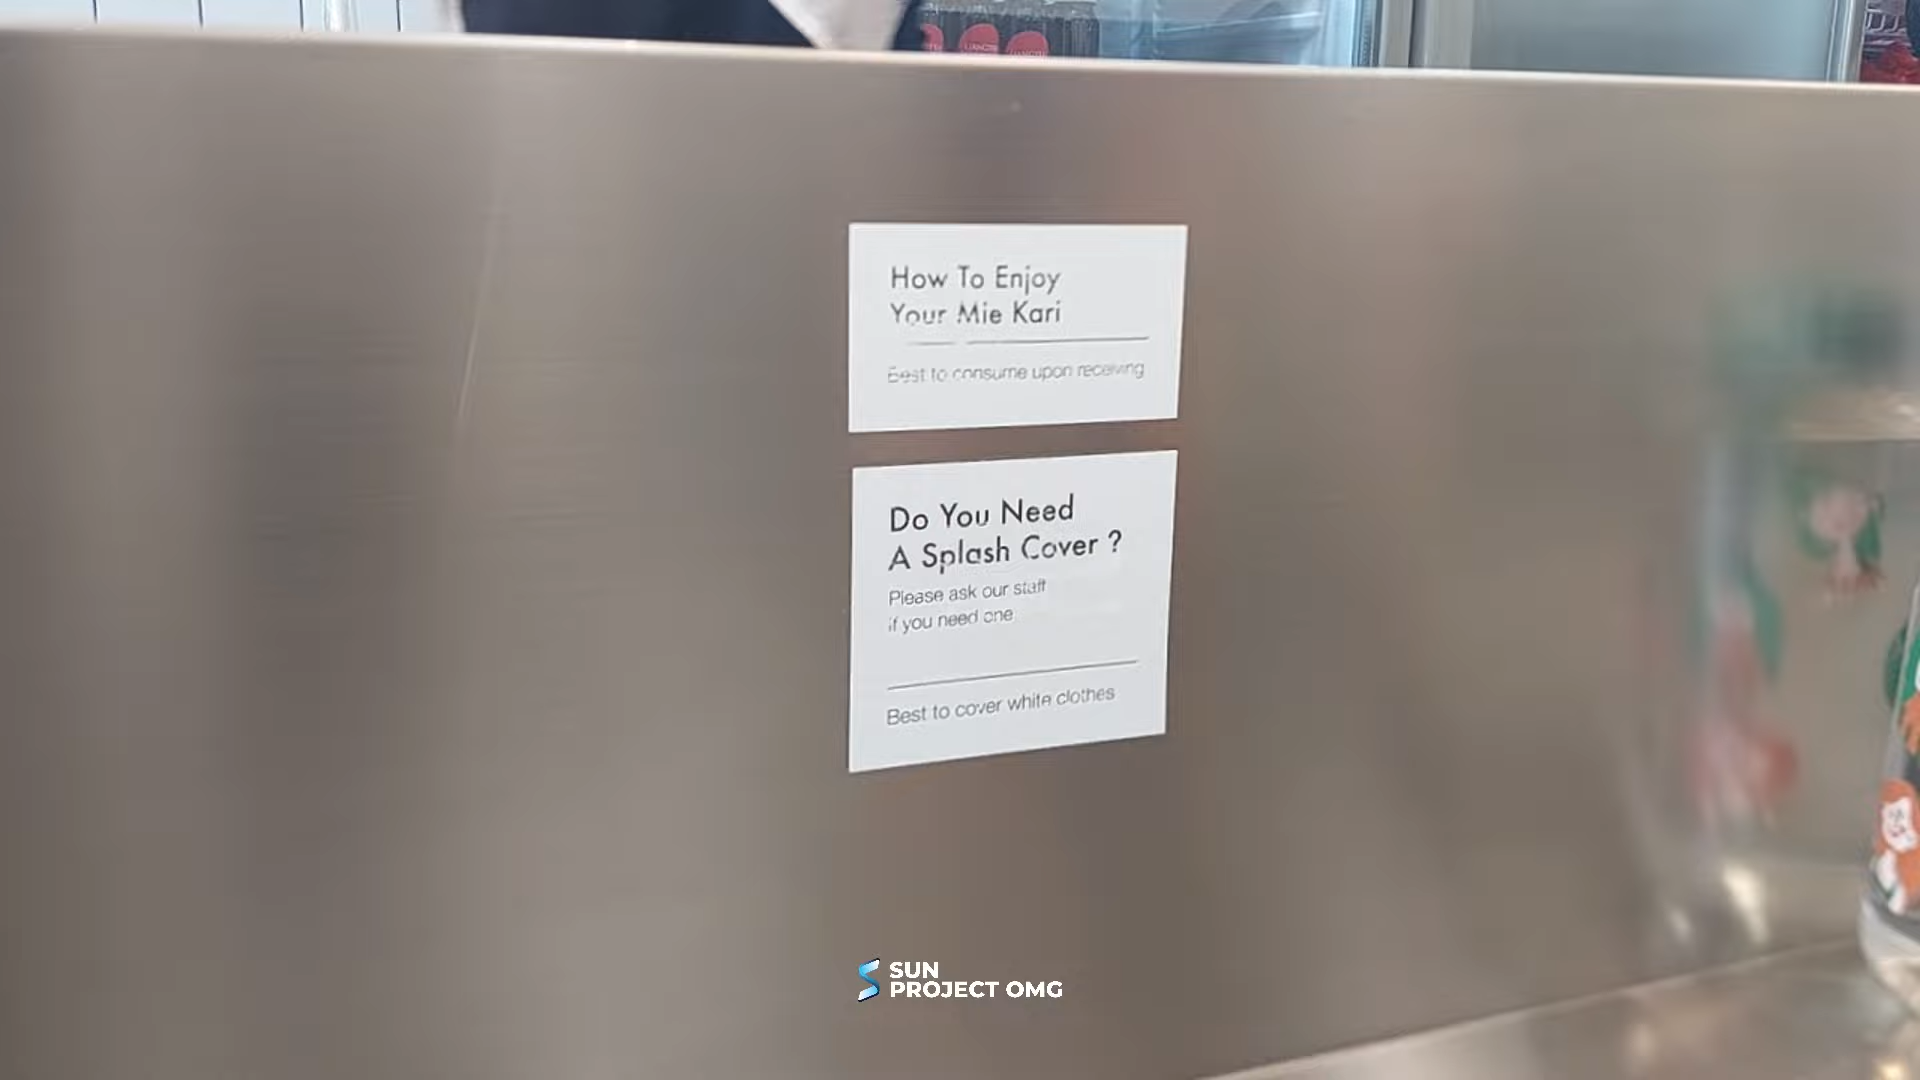 How To Enjoy
Your Mie Kari
Best to consume upon receiving
Do You Need
A Splash Cover ?
Please ask our staff
if you need one
Best to cover white clothes
SUN
PROJECT OMG